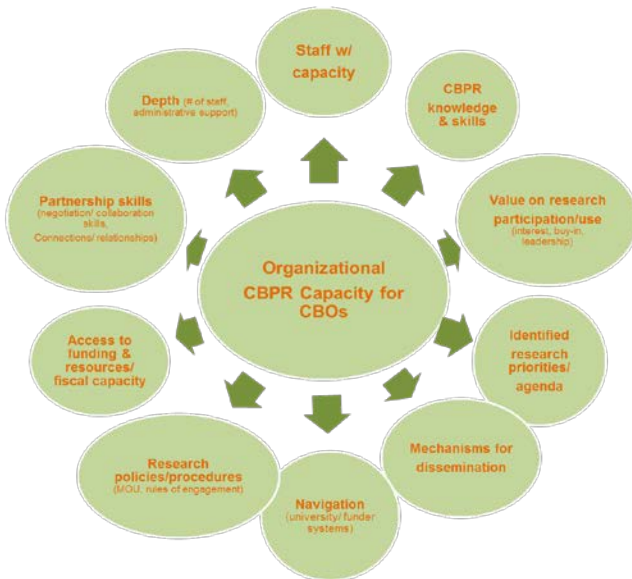 Staff w/
capacity
CBPR
knowledge
& skills
Depth (# of staff,
administrative support)
Partnership skills
(negotiation/ collaboration
skills,
Connections/ relationships)
Value on research
participation/use
(interest, buy-in,
leadership)
Organizational
CBPR Capacity for
CBOs
Access to
funding &
resources/
fiscal capacity
Identified
research
priorities/
agenda
Mechanisms for
dissemination
Research
policies/procedures
(MOU, rules of engagement)
Navigation
(university/ funder
systems)